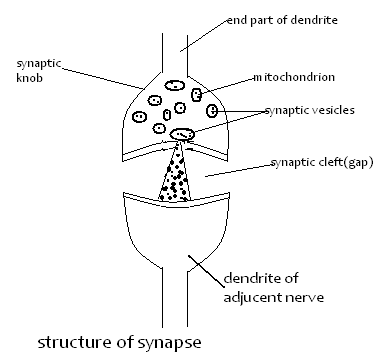 end part of dendrite
synaptic
knob
mitochondrion
synaptic vesicles
synaptic cleft(gap)
dendrite of
adjucent nerve
structure of synapse